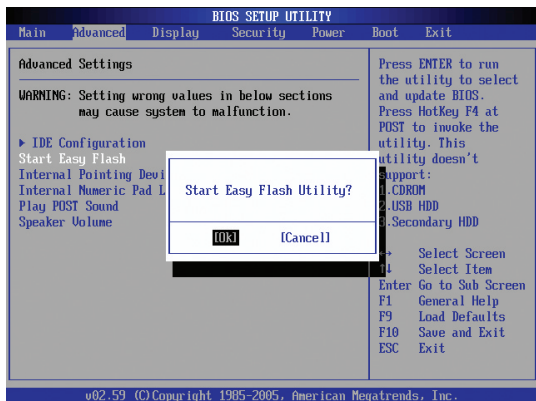 BIOS SETUP UTILITY
Main Advanced Display Security Power Boot Exit
Advanced Settings
WARNING: Setting wrong values in below sections
may cause system to malfunction.
▶ IDE Configuration
Start Easy Flash
Internal Pointing Devi
Internal Numeric Pad L
Play POST Sound
Speaker Volume
Start Easy Flash Utility?
[Ok] [Cancel]
Press ENTER to run
the utility to select
and update BIOS.
Press HotKey F4 at
POST to invoke the
utility. This
utility doesn't
support:
1.CDROM
2.USB HDD
3.Secondary HDD
↔ Select Screen
↑↓ Select Item
Enter Go to Sub Screen
F1 General Help
F9 Load Defaults
F10 Save and Exit
ESC Exit
v02.59 (C)Copyright 1985-2005, American Megatrends, Inc.